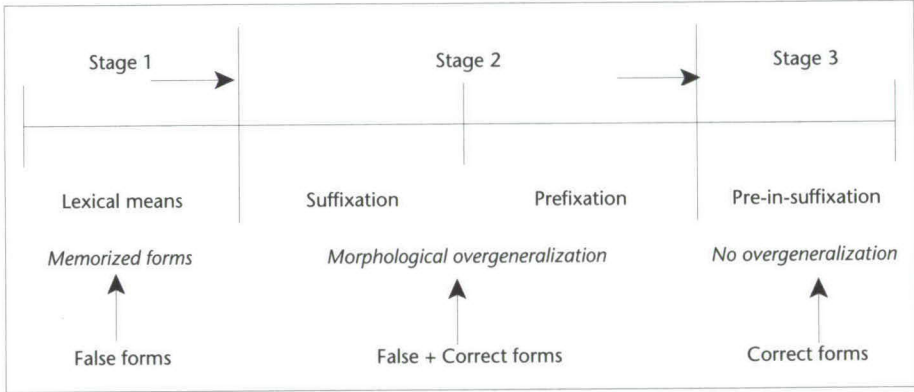 Stage 1 Stage 2 Stage 3
Lexical means Suffixation Prefixation Pre-in-suffixation
Memorized forms Morphological overgeneralization No overgeneralization
False forms False + Correct forms Correct forms